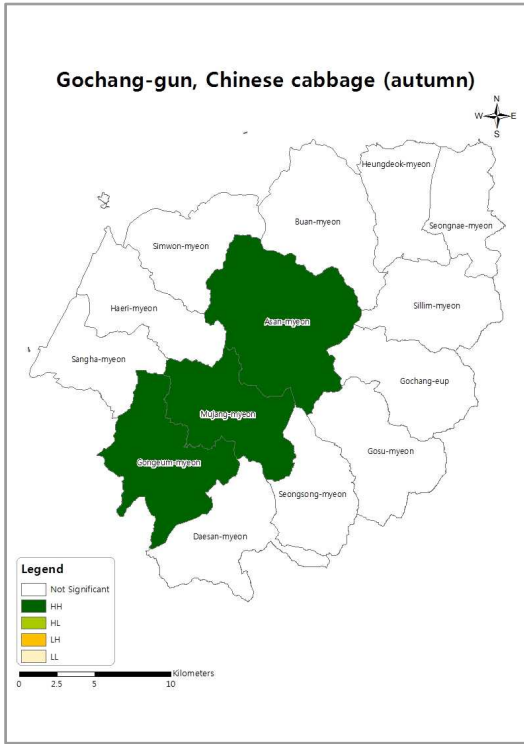 Gochang-gun, Chinese cabbage (autumn)
N
W E
S
Heungdeok-myeon
Buan-myeon
Seongnae-myeon
Simwon-myeon
Haeri-myeon
Sillim-myeon
Asan-myeon
Sangha-myeon
Gochang-eup
Mujang-myeon
Gosu-myeon
Gongeum-myeon
Seongsong-myeon
Daesan-myeon
Legend
Not Significant
HH
HL
LH
LL
Kilometers
0 2.5 5 10